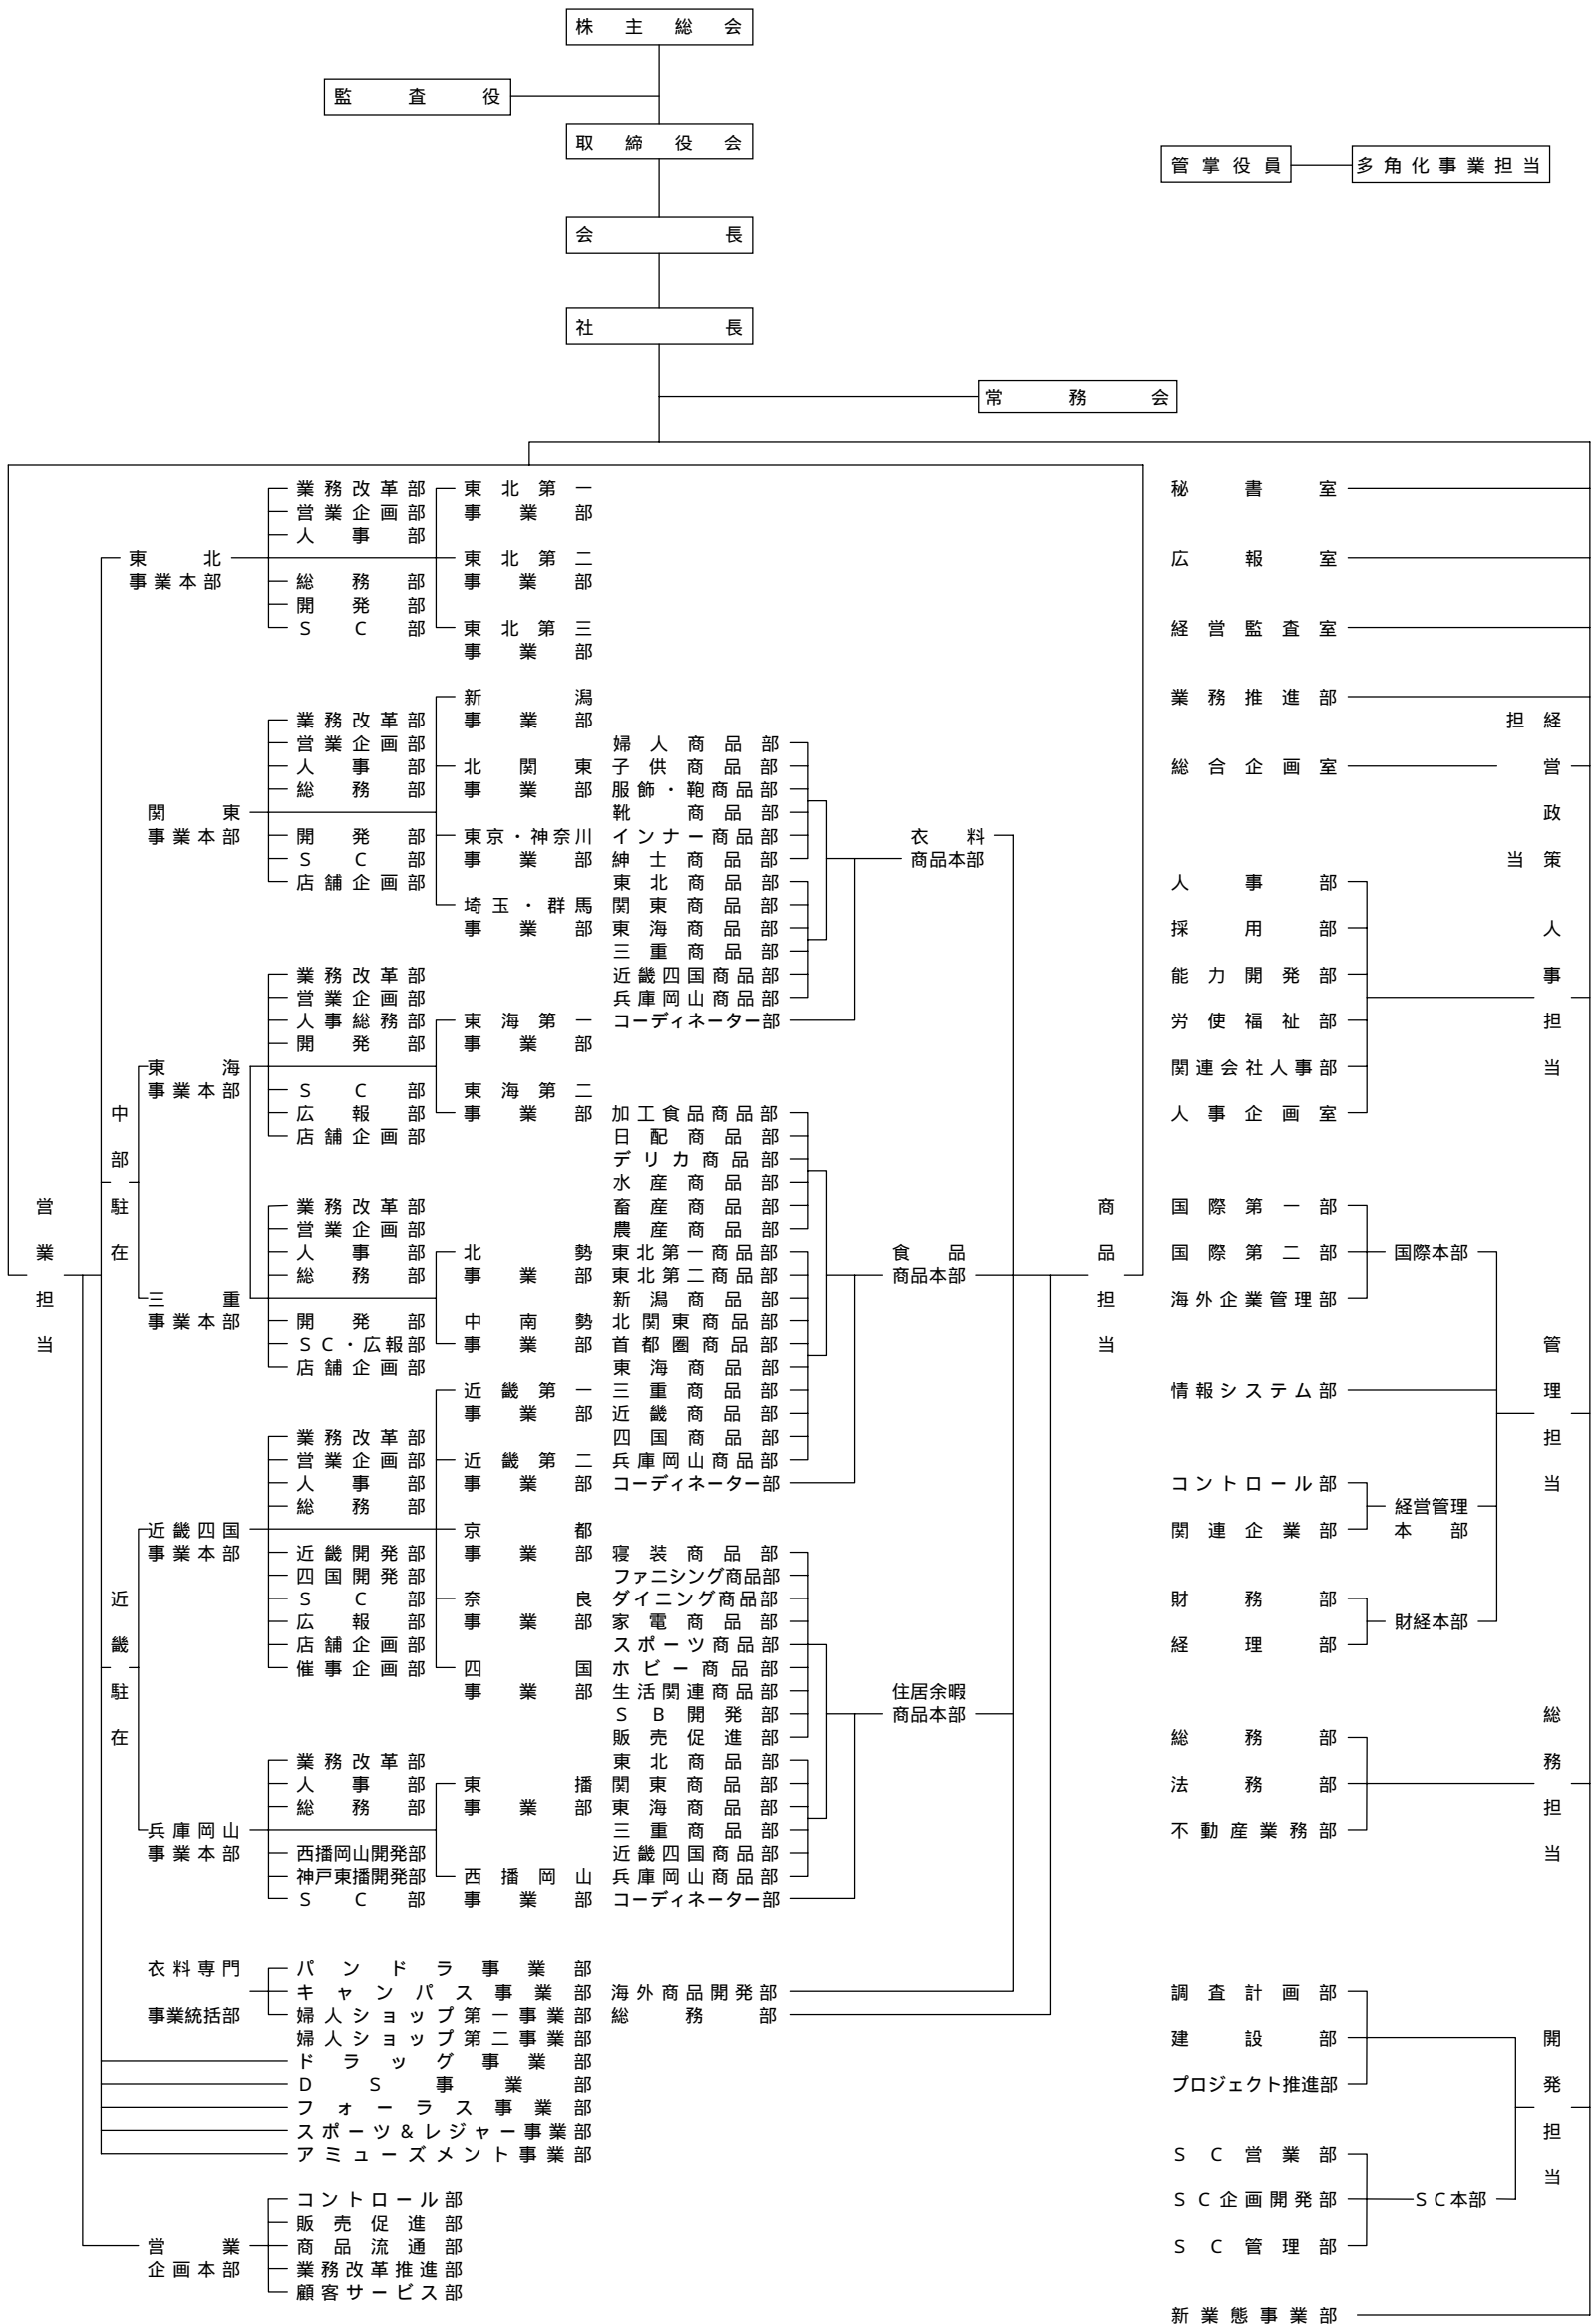 株主総会
監査役
取締役会
管掌役員
多角化事業担当
会長
社長
常務会
営業担当
東北
事業本部
業務改革部
営業企画部
人事部
総務部
開発部
SC部
東北第一
事業部
東北第二
事業部
東北第三
事業部
関東
事業本部
業務改革部
営業企画部
人事部
総務部
開発部
SC部
店舗企画部
新潟
事業部
北関東
事業部
東京・神奈川
事業部
埼玉・群馬
事業部
中部駐在
東海
事業本部
業務改革部
営業企画部
人事総務部
開発部
SC部
広報部
店舗企画部
東海第一
事業部
東海第二
事業部
三重
事業本部
業務改革部
営業企画部
人事部
総務部
開発部
SC・広報部
店舗企画部
北勢
事業部
中南勢
事業部
近畿駐在
近畿四国
事業本部
業務改革部
営業企画部
人事部
総務部
近畿開発部
四国開発部
SC部
広報部
店舗企画部
催事企画部
近畿第一
事業部
近畿第二
事業部
京都
事業部
奈良
事業部
四国
事業部
兵庫岡山
事業本部
業務改革部
人事部
総務部
西播岡山開発部
神戸東播開発部
SC部
東播
事業部
西播岡山
事業部
衣料専門
事業統括部
パンドラ事業部
キャンパス事業部
婦人ショップ第一事業部
婦人ショップ第二事業部
ドラッグ事業部
DS事業部
フォーラス事業部
スポーツ&レジャー事業部
アミューズメント事業部
営業
企画本部
コントロール部
販売促進部
商品流通部
業務改革推進部
顧客サービス部
商品担当
衣料
商品本部
婦人商品部
子供商品部
服飾・鞄商品部
靴商品部
インナー商品部
紳士商品部
東北商品部
関東商品部
東海商品部
三重商品部
近畿四国商品部
兵庫岡山商品部
コーディネーター部
食品
商品本部
加工食品商品部
日配商品部
デリカ商品部
水産商品部
畜産商品部
農産商品部
東北第一商品部
東北第二商品部
新潟商品部
北関東商品部
首都圏商品部
東海商品部
三重商品部
近畿商品部
四国商品部
兵庫岡山商品部
コーディネーター部
住居余暇
商品本部
寝装商品部
ファニシング商品部
ダイニング商品部
家電商品部
スポーツ商品部
ホビー商品部
生活関連商品部
SB開発部
販売促進部
東北商品部
関東商品部
東海商品部
三重商品部
近畿四国商品部
兵庫岡山商品部
コーディネーター部
海外商品開発部
総務部
秘書室
広報室
経営監査室
業務推進部
総合企画室
経営政策
担当
人事部
採用部
能力開発部
労使福祉部
関連会社人事部
人事企画室
人事担当
国際第一部
国際第二部
海外企業管理部
国際本部
情報システム部
コントロール部
関連企業部
経営管理
本部
財務部
経理部
財経本部
管理担当
総務部
法務部
不動産業務部
総務担当
調査計画部
建設部
プロジェクト推進部
SC営業部
SC企画開発部
SC管理部
SC本部
開発担当
新業態事業部